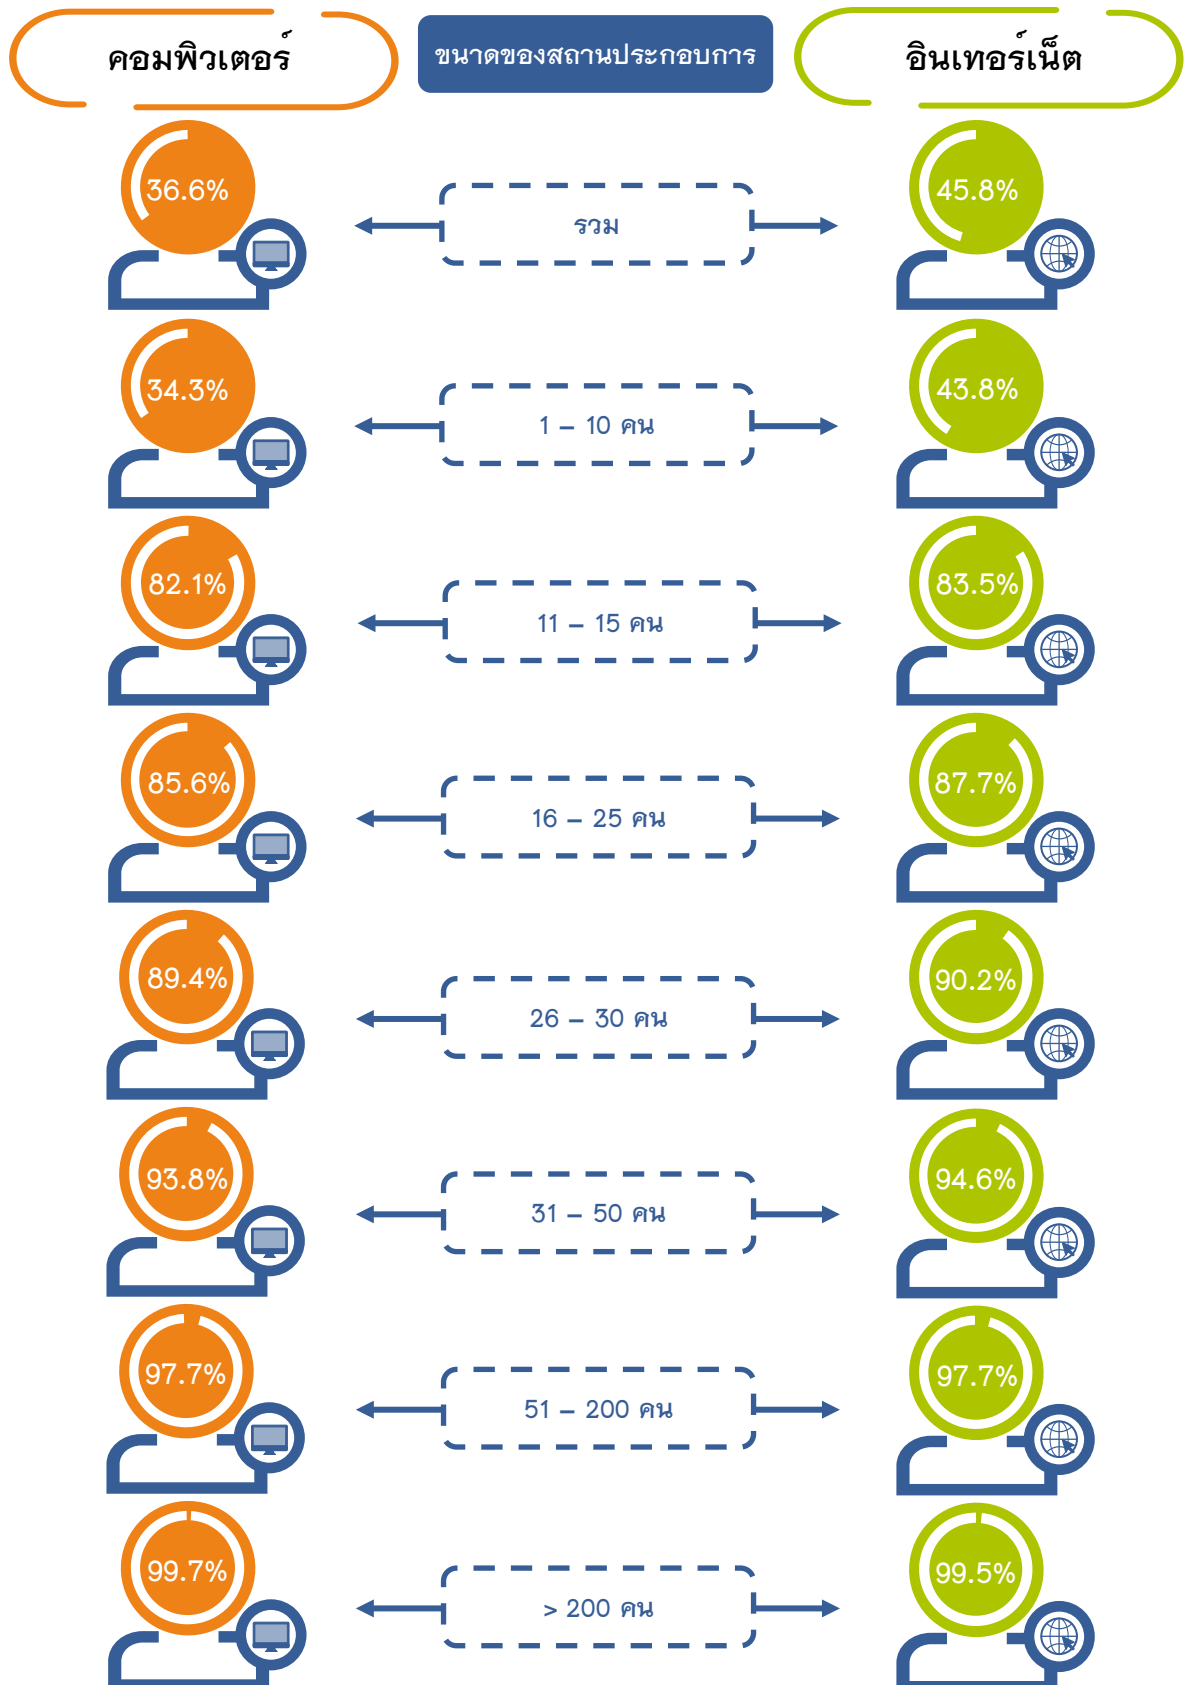 คอมพิวเตอร์
ขนาดของสถานประกอบการ
อินเทอร์เน็ต
36.6%
รวม
45.8%
34.3%
1 – 10 คน
43.8%
82.1%
11 – 15 คน
83.5%
85.6%
16 – 25 คน
87.7%
89.4%
26 – 30 คน
90.2%
93.8%
31 – 50 คน
94.6%
97.7%
51 – 200 คน
97.7%
99.7%
> 200 คน
99.5%